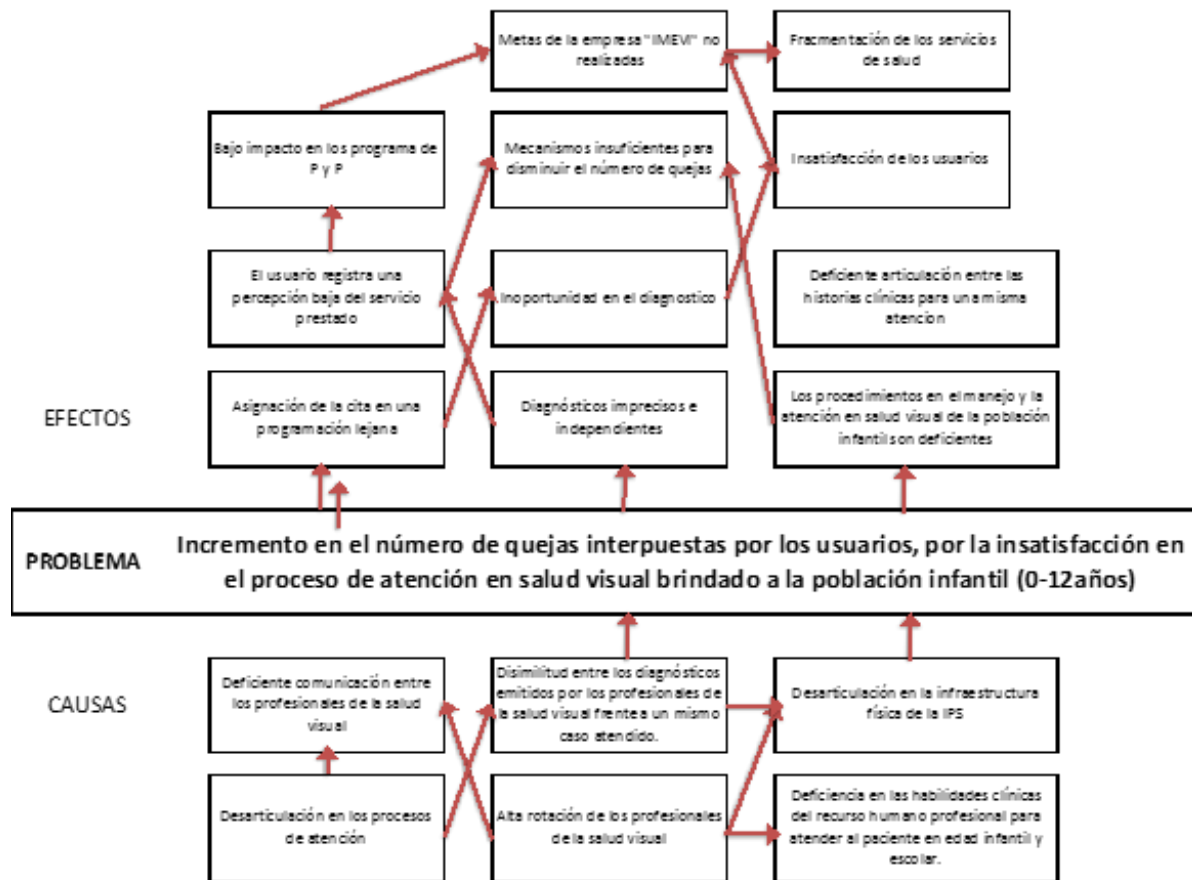 Metas de la empresa "IMEVI" no
realizadas
Fragmentación de los servicios
de salud
Bajo impacto en los programa de
P y P
Mecanismos insuficientes para
disminuir el número de quejas
Insatisfacción de los usuarios
El usuario registra una
percepción baja del servicio
prestado
Inoportunidad en el diagnostico
Deficiente articulación entre las
historias clínicas para una misma
atencion
EFECTOS
Asignación de la cita en una
programación lejana
Diagnósticos imprecisos e
independientes
Los procedimientos en el manejo y la
atención en salud visual de la población
infantil son deficientes
PROBLEMA
Incremento en el número de quejas interpuestas por los usuarios, por la insatisfacción en
el proceso de atención en salud visual brindado a la población infantil (0-12años)
CAUSAS
Deficiente comunicación entre
los profesionales de la salud
visual
Disimilitud entre los diagnósticos
emitidos por los profesionales de
la salud visual frente a un mismo
caso atendido.
Desarticulación en la infraestructura
física de la IPS
Desarticulación en los procesos
de atención
Alta rotación de los profesionales
de la salud visual
Deficiencia en las habilidades clínicas
del recurso humano profesional para
atender al paciente en edad infantil y
escolar.